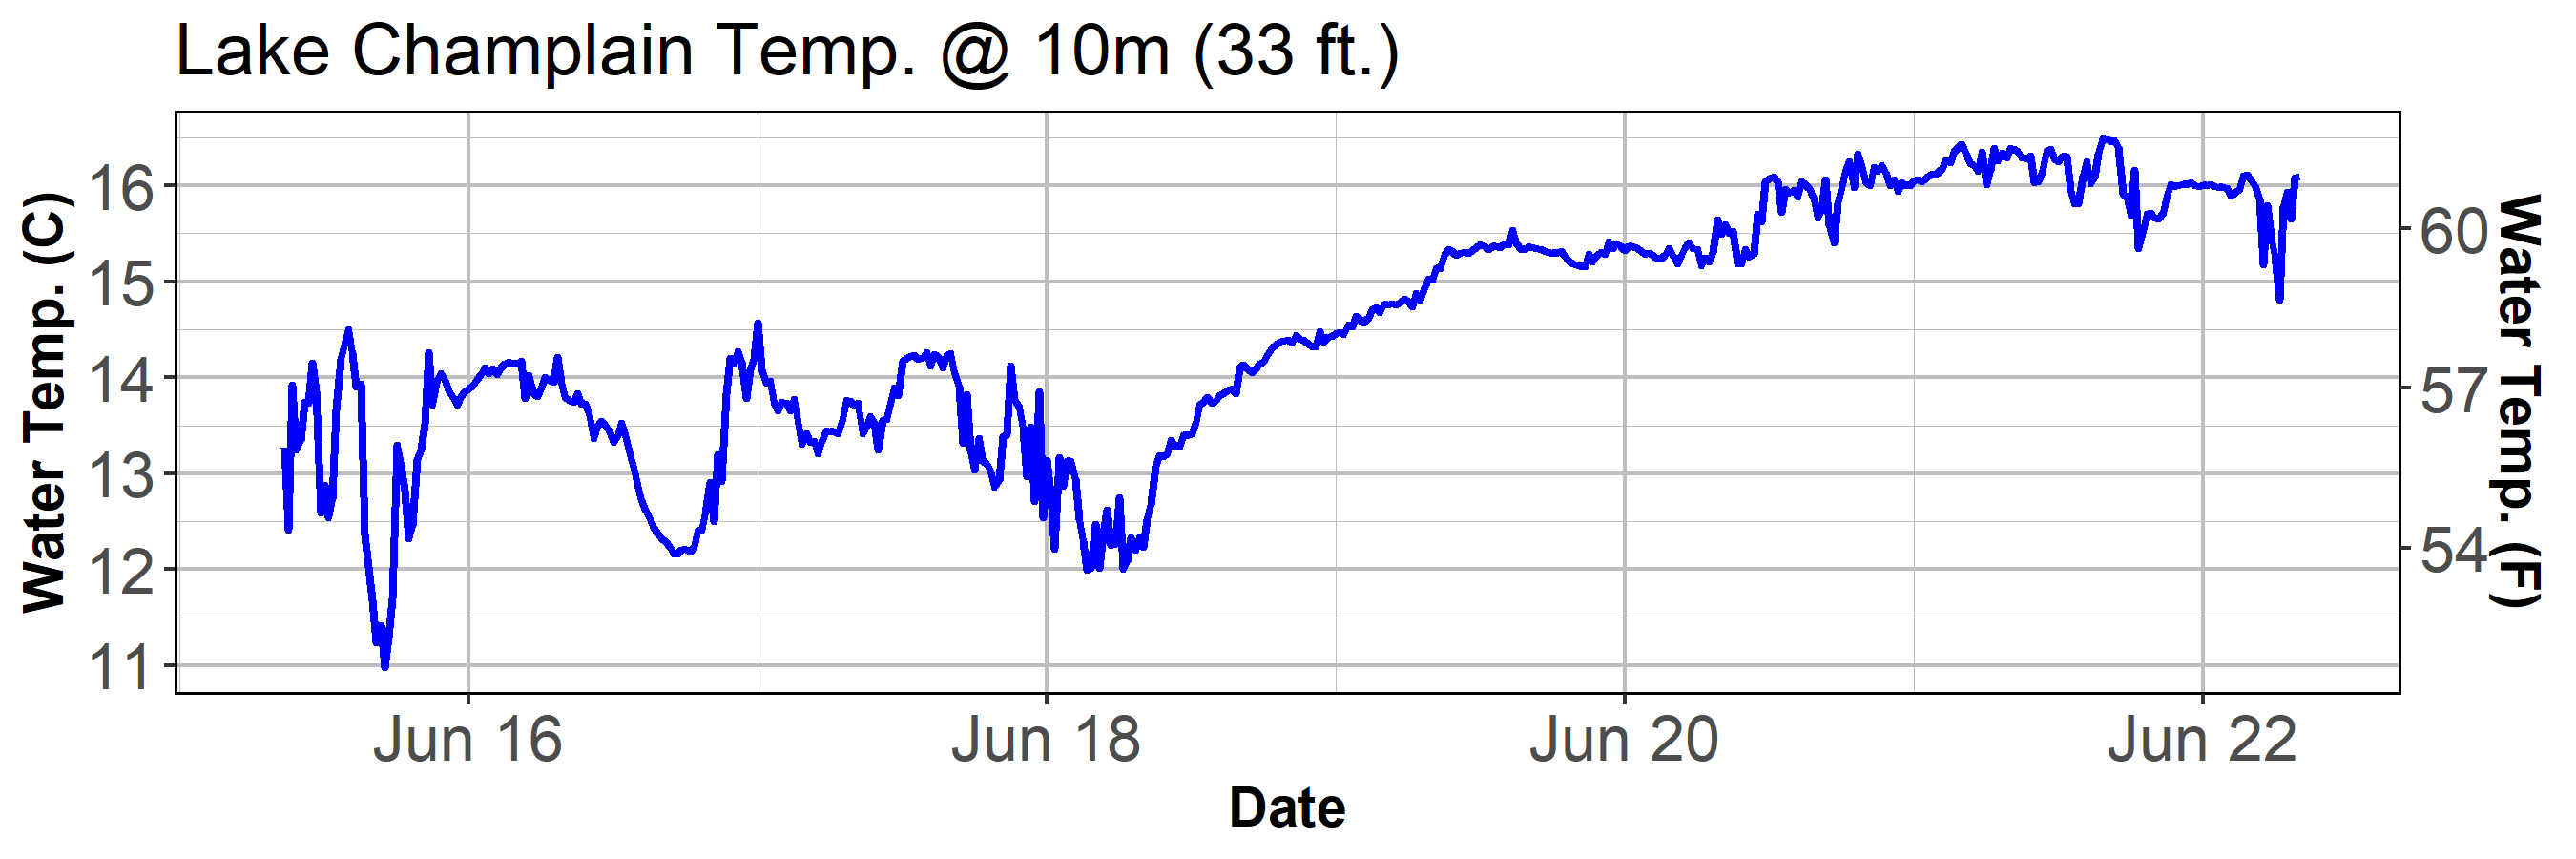 Lake Champlain Temp. @ 10m (33 ft.)
Water Temp. (C)
16
15
14
13
12
11
60
57
54
Water Temp. (F)
Jun 16 Jun 18 Jun 20 Jun 22
Date